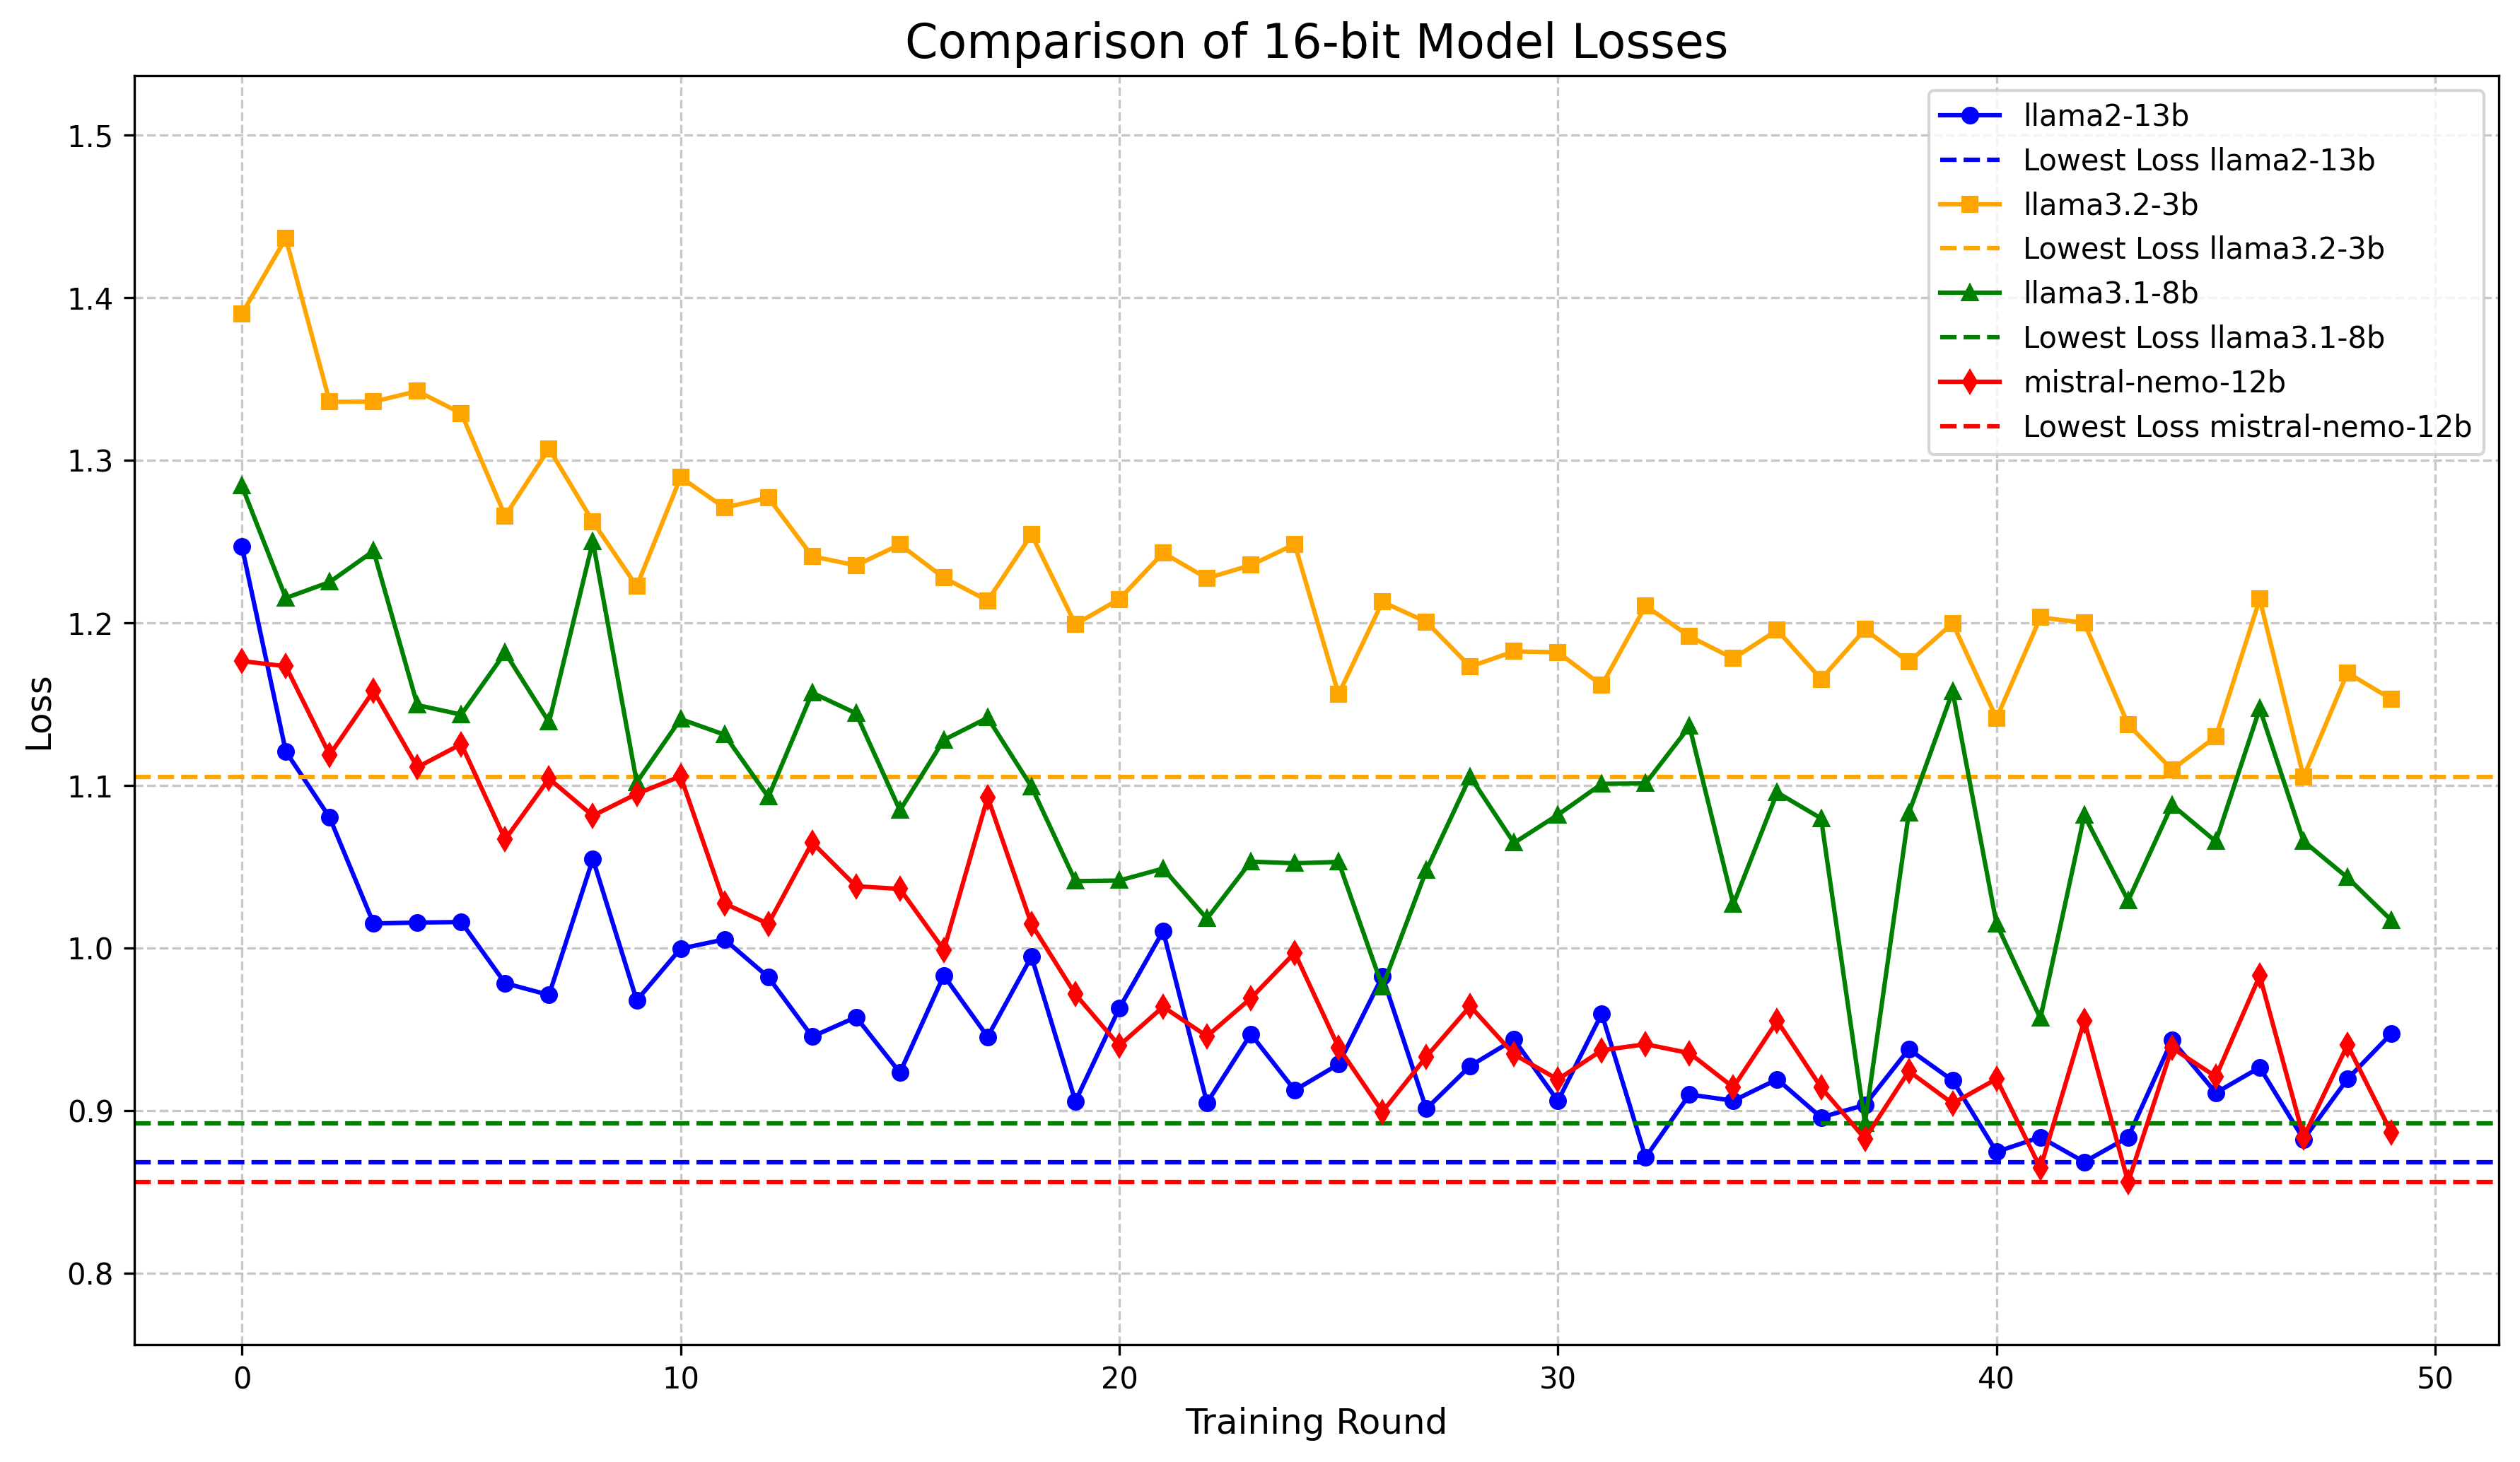 Comparison of 16-bit Model Losses
llama2-13b
Lowest Loss llama2-13b
llama3.2-3b
Lowest Loss llama3.2-3b
llama3.1-8b
Lowest Loss llama3.1-8b
mistral-nemo-12b
Lowest Loss mistral-nemo-12b
Loss
1.5
1.4
1.3
1.2
1.1
1.0
0.9
0.8
0 10 20 30 40 50
Training Round